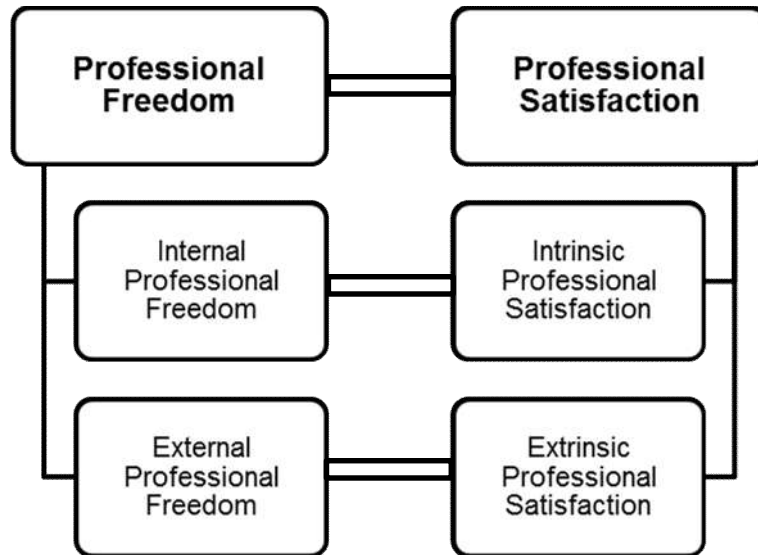 Professional
Freedom
Professional
Satisfaction
Internal
Professional
Freedom
Intrinsic
Professional
Satisfaction
External
Professional
Freedom
Extrinsic
Professional
Satisfaction